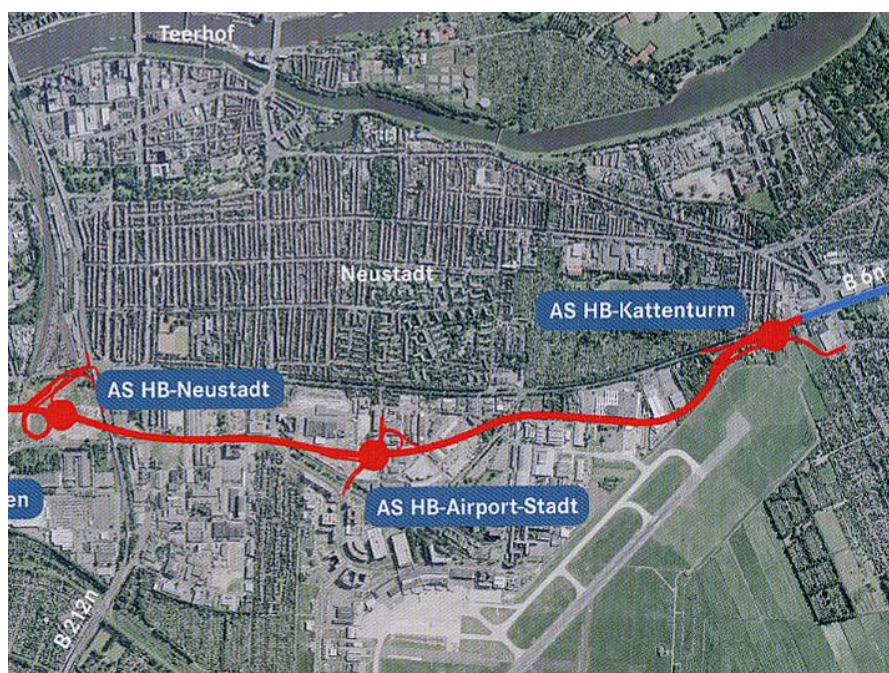 Teerhof
Neustadt
B 6n
AS HB-Kattenturm
AS HB-Neustadt
AS HB-Airport-Stadt
en
B 212n